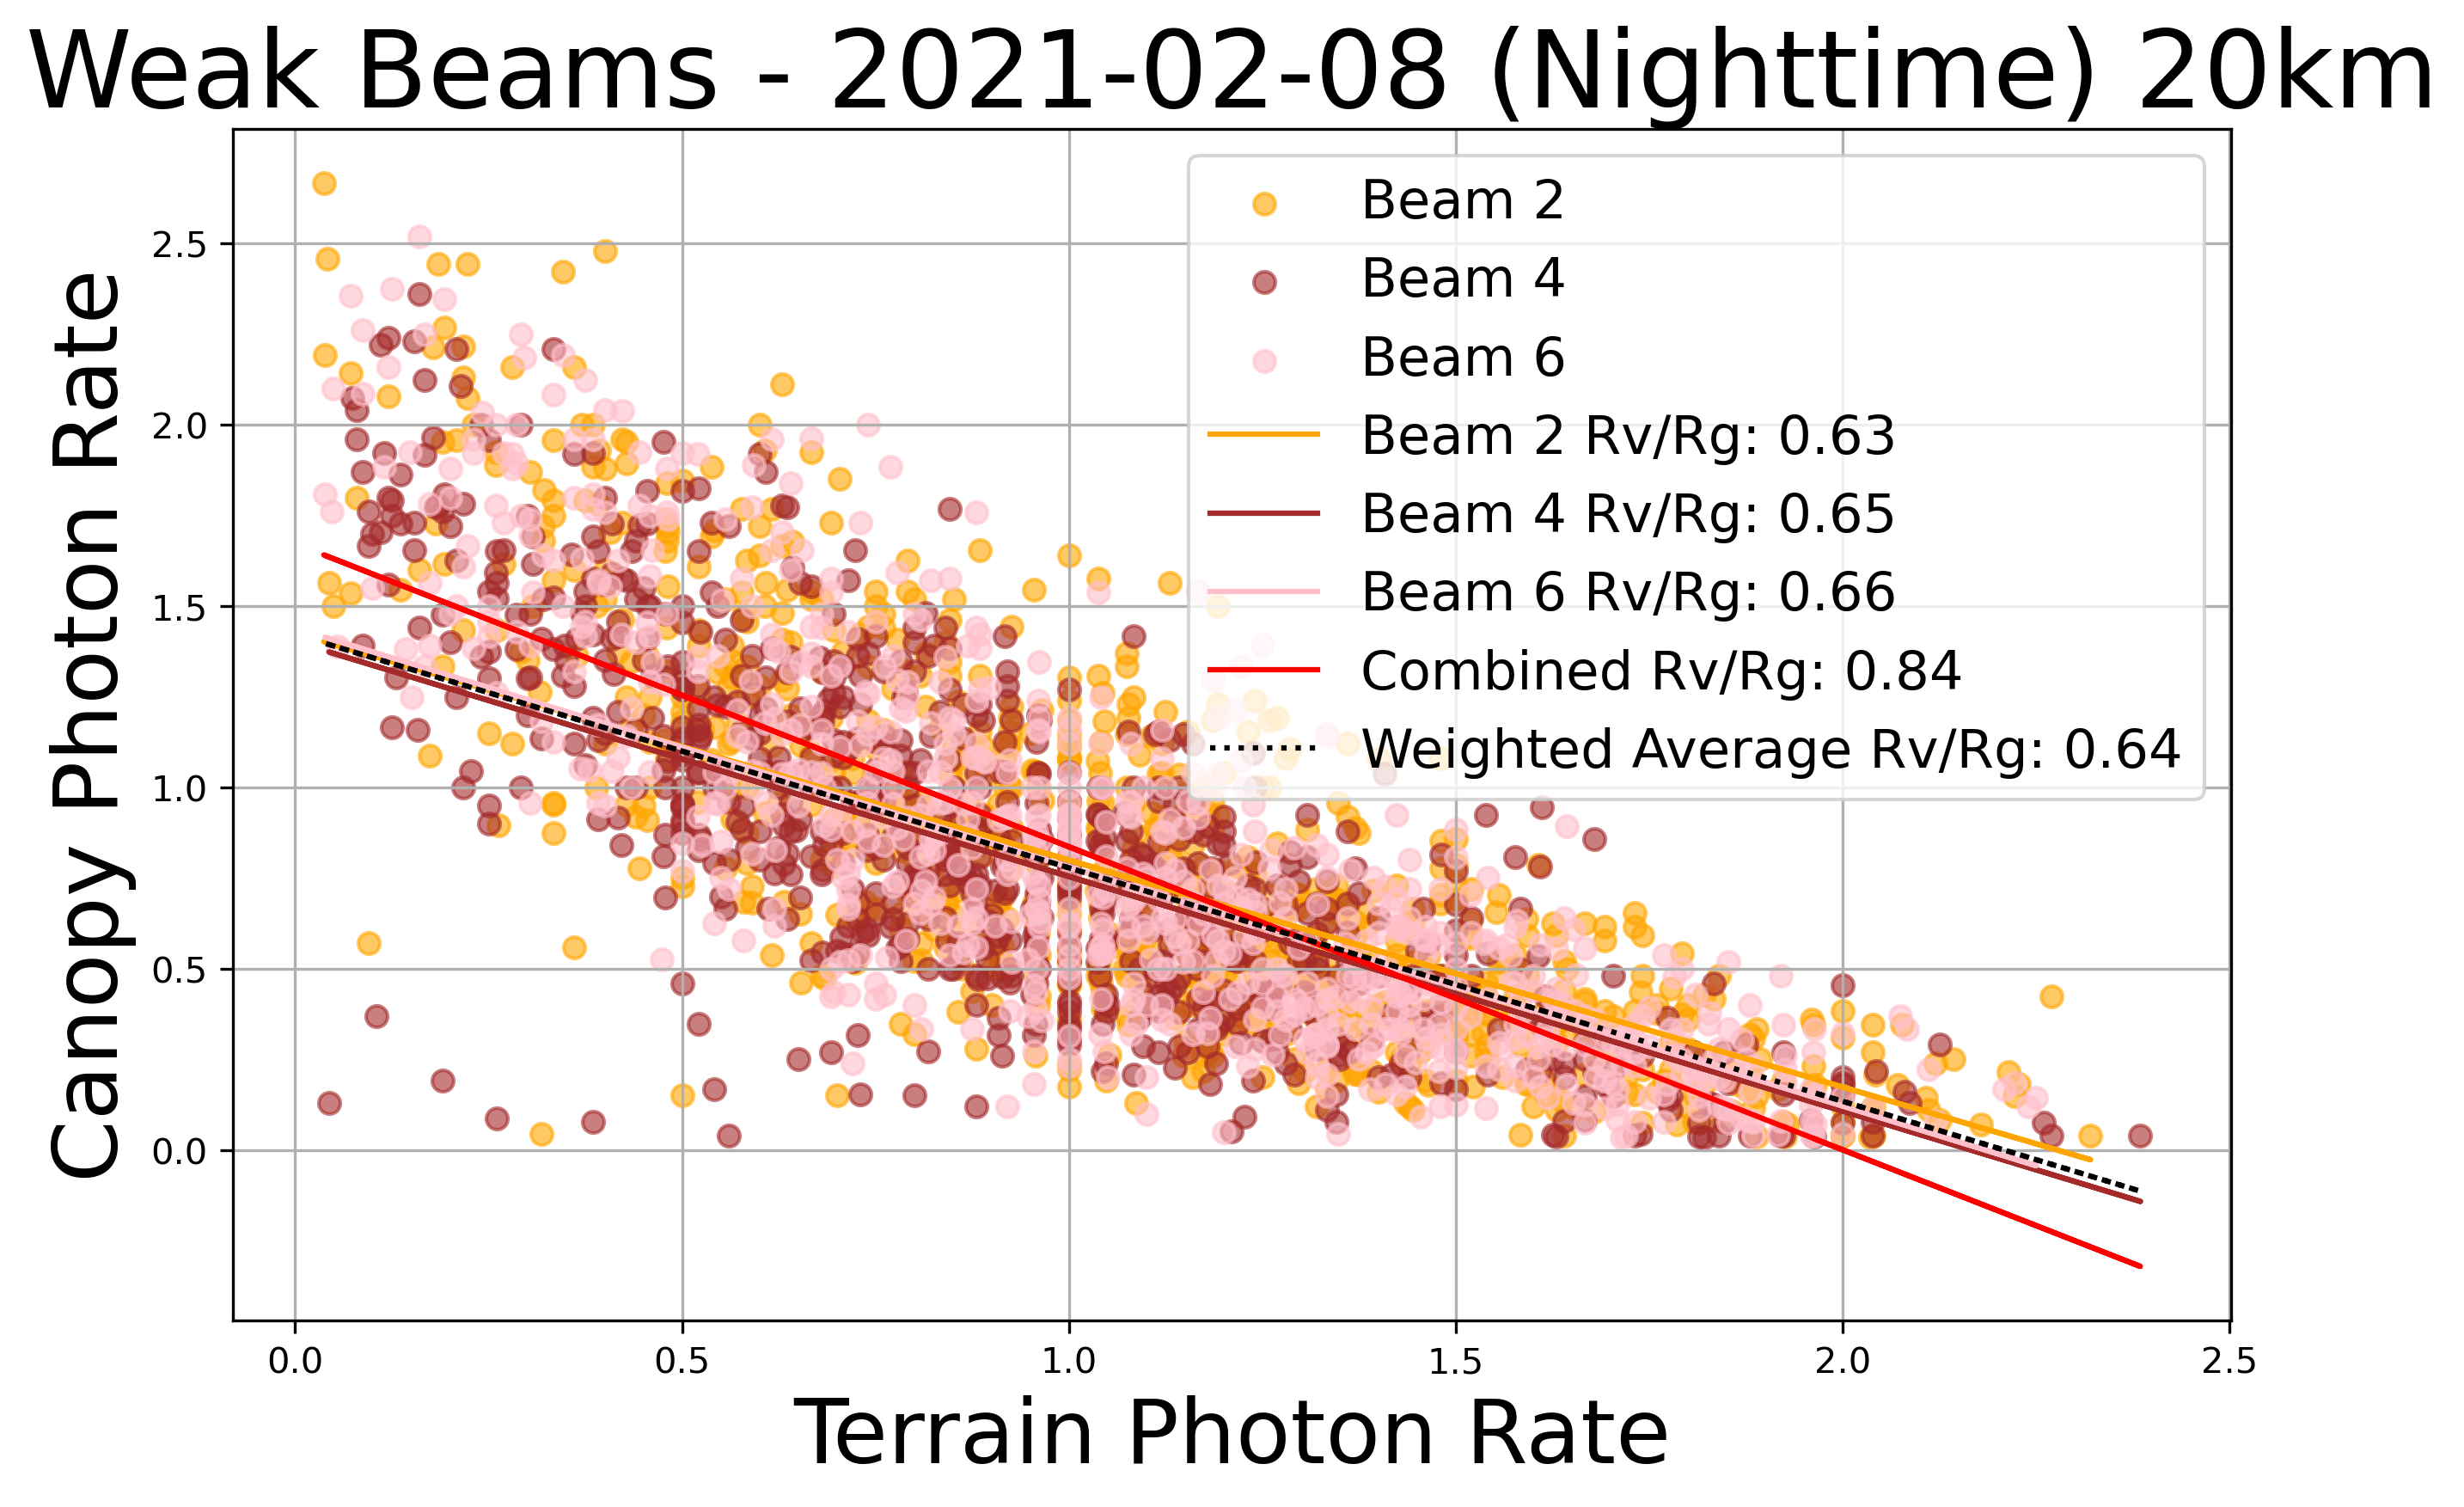 Weak Beams - 2021-02-08 (Nighttime) 20km
Beam 2
Beam 4
Beam 6
Beam 2 Rv/Rg: 0.63
Beam 4 Rv/Rg: 0.65
Beam 6 Rv/Rg: 0.66
Combined Rv/Rg: 0.84
Weighted Average Rv/Rg: 0.64
Canopy Photon Rate
2.5
2.0
1.5
1.0
0.5
0.0
0.0 0.5 1.0 1.5 2.0 2.5
Terrain Photon Rate